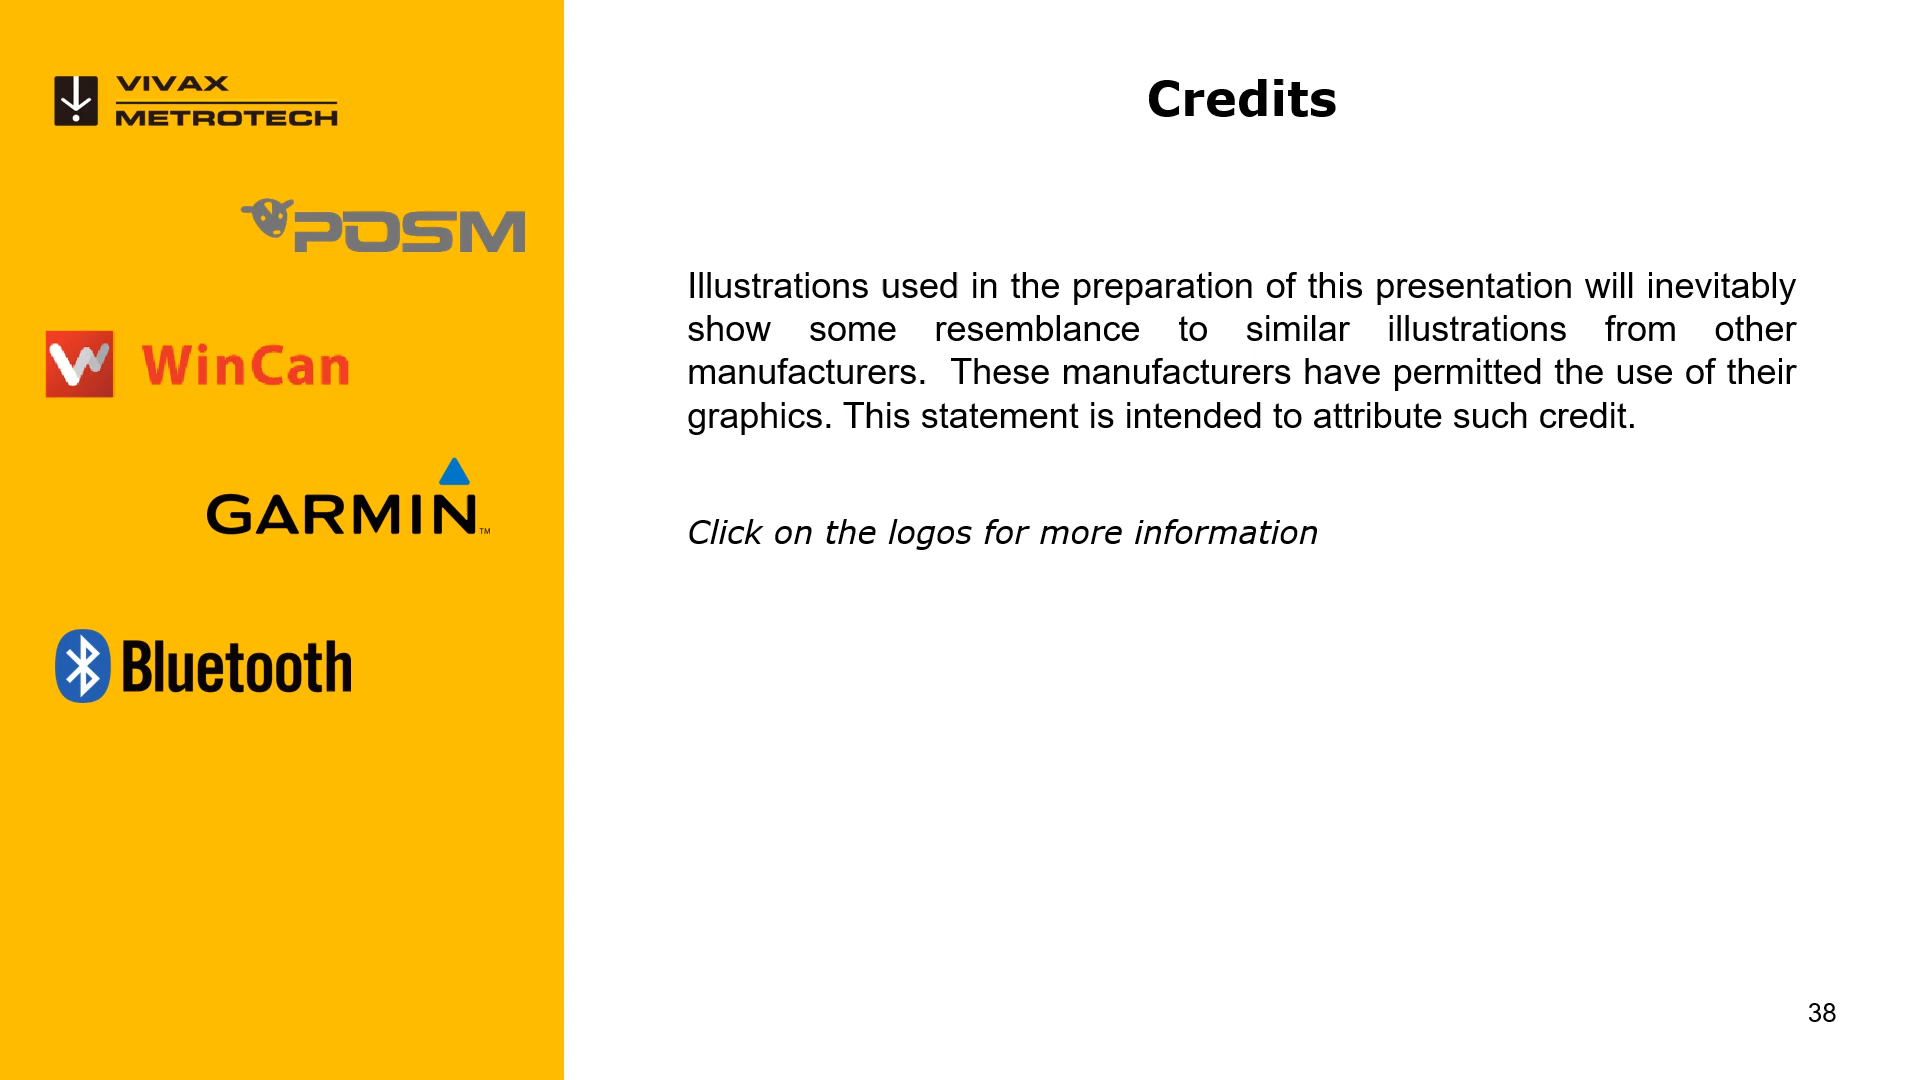 VIVAX
METROTECH
POSM
WinCan
GARMIN™
Bluetooth
Credits
Illustrations used in the preparation of this presentation will inevitably
show some resemblance to similar illustrations from other
manufacturers.  These manufacturers have permitted the use of their
graphics. This statement is intended to attribute such credit.
Click on the logos for more information
38